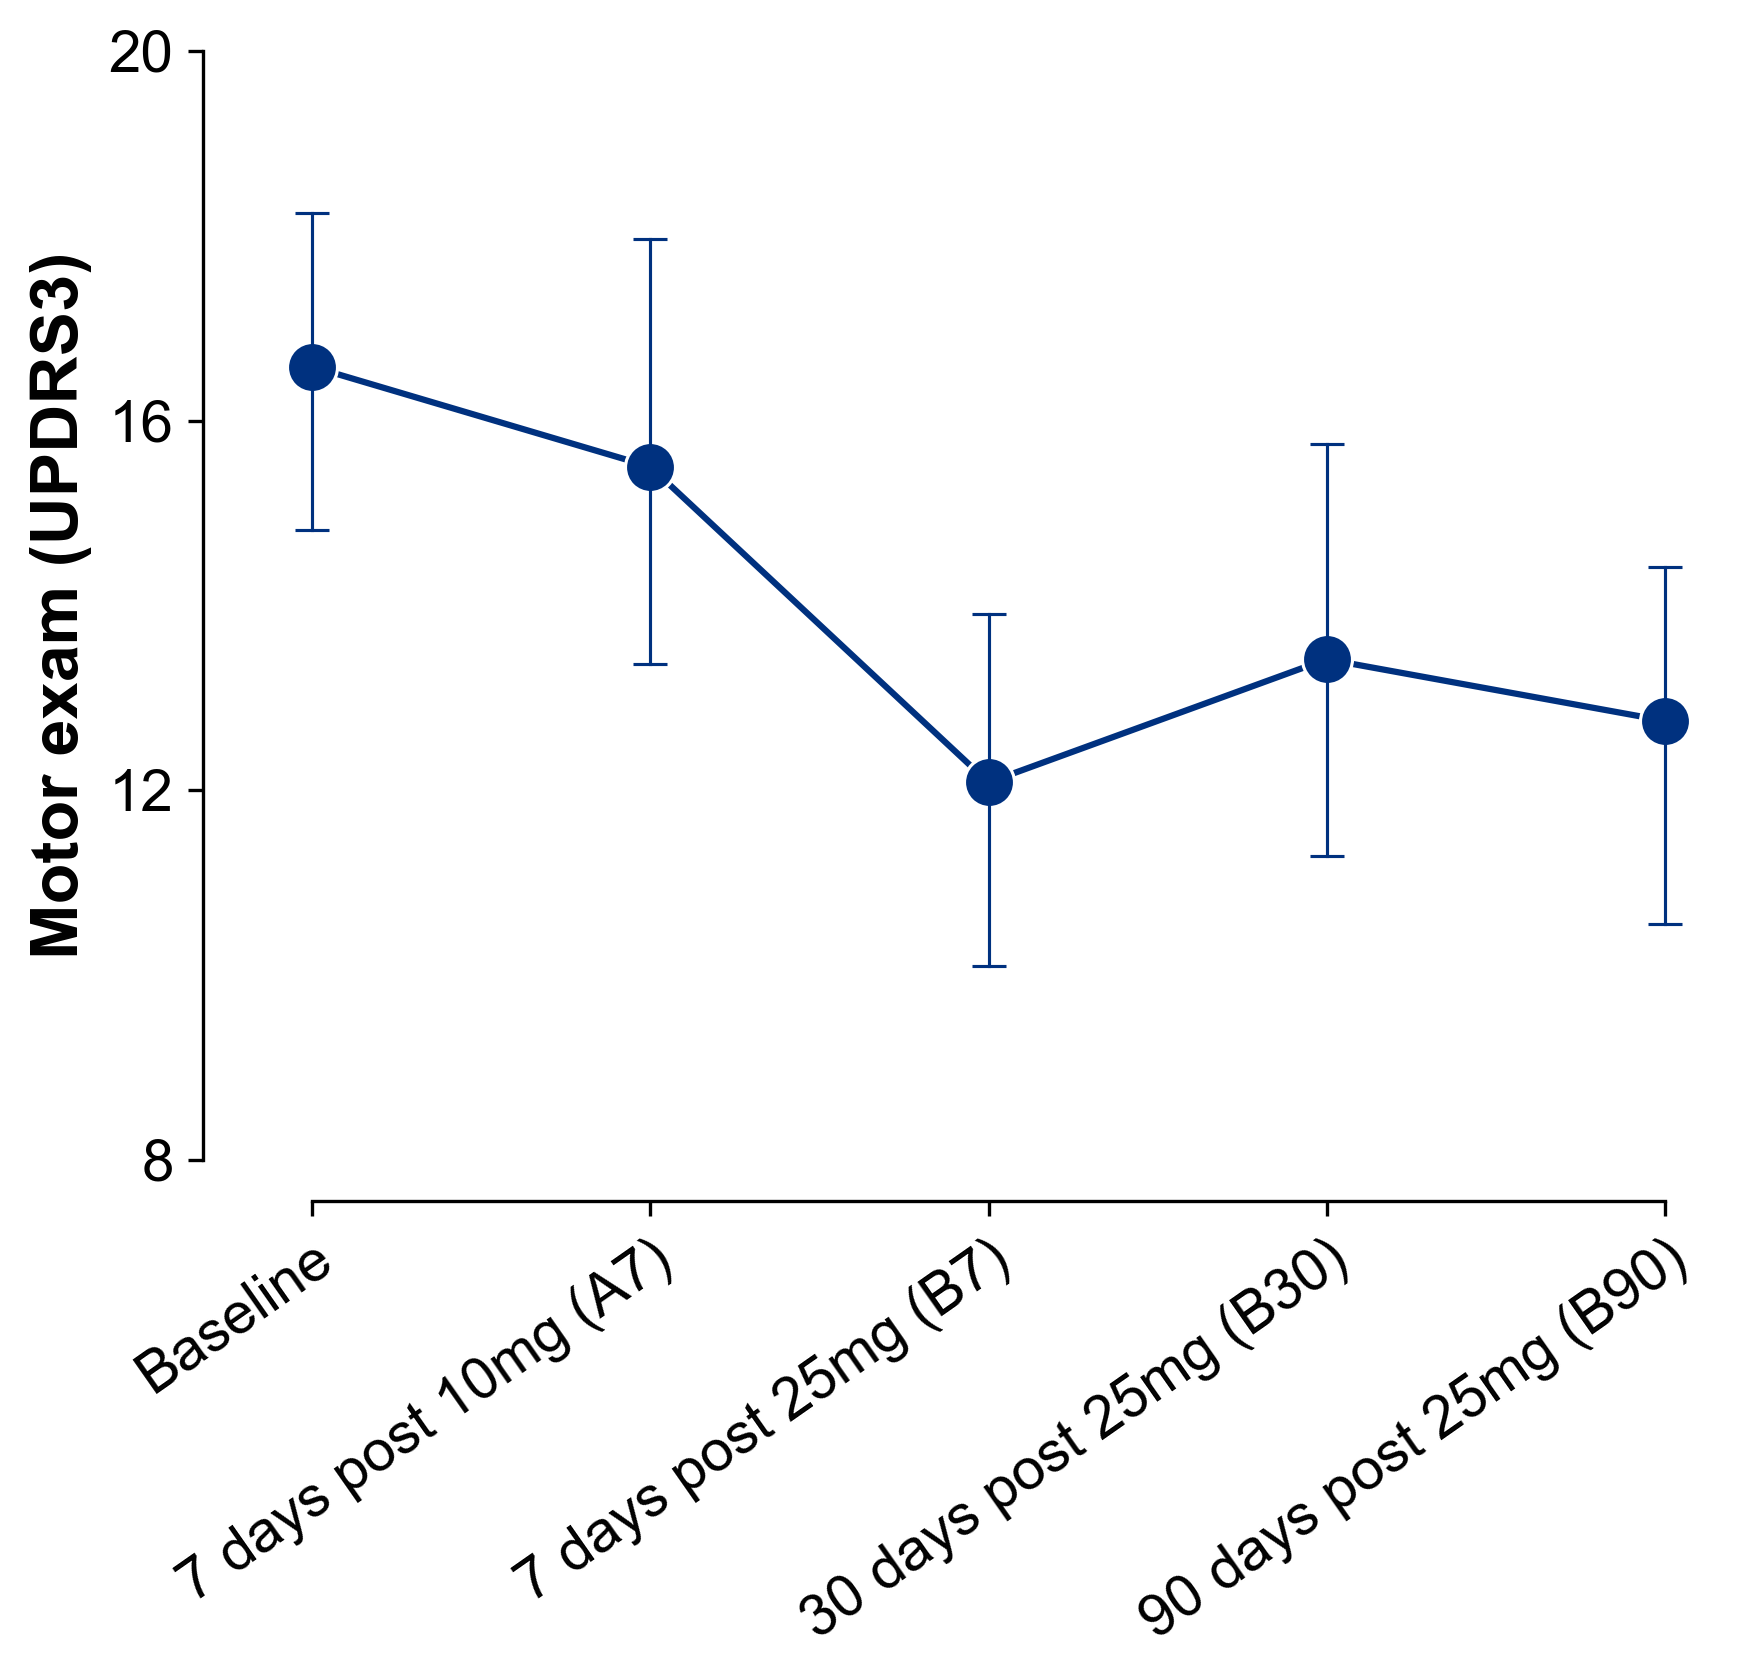 Motor exam (UPDRS3)
20
16
12
8
Baseline
7 days post 10mg (A7)
7 days post 25mg (B7)
30 days post 25mg (B30)
90 days post 25mg (B90)